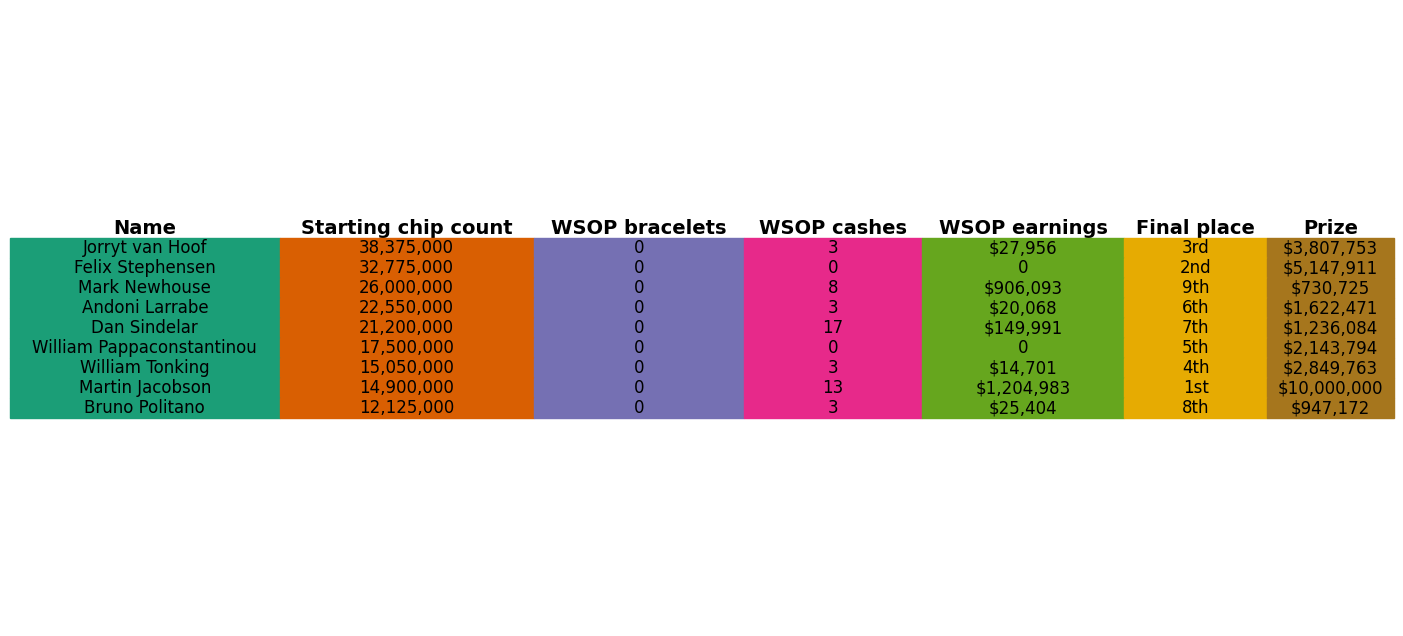 Name Starting chip count WSOP bracelets WSOP cashes WSOP earnings Final place Prize
Jorryt van Hoof 38,375,000 0 3 $27,956 3rd $3,807,753
Felix Stephensen 32,775,000 0 0 0 2nd $5,147,911
Mark Newhouse 26,000,000 0 8 $906,093 9th $730,725
Andoni Larrabe 22,550,000 0 3 $20,068 6th $1,622,471
Dan Sindelar 21,200,000 0 17 $149,991 7th $1,236,084
William Pappaconstantinou 17,500,000 0 0 0 5th $2,143,794
William Tonking 15,050,000 0 3 $14,701 4th $2,849,763
Martin Jacobson 14,900,000 0 13 $1,204,983 1st $10,000,000
Bruno Politano 12,125,000 0 3 $25,404 8th $947,172